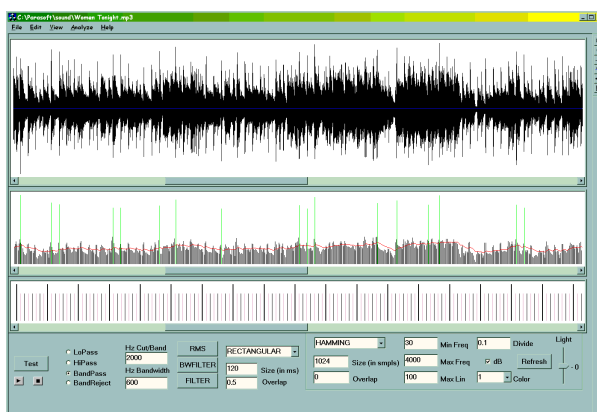 C:\Parasoft\sound\Women Tonight.mp3
File Edit View Analyze Help
Test
LoPass
HiPass
BandPass
BandReject
Hz Cut/Band
2000
Hz Bandwidth
600
RMS
BWFILTER
FILTER
RECTANGULAR
120 Size (in ms)
0.5 Overlap
HAMMING
1024 Size (in smpls)
0 Overlap
30 Min Freq
4000 Max Freq
100 Max Lin
0.1 Divide
dB Refresh
1 Color
Light
0